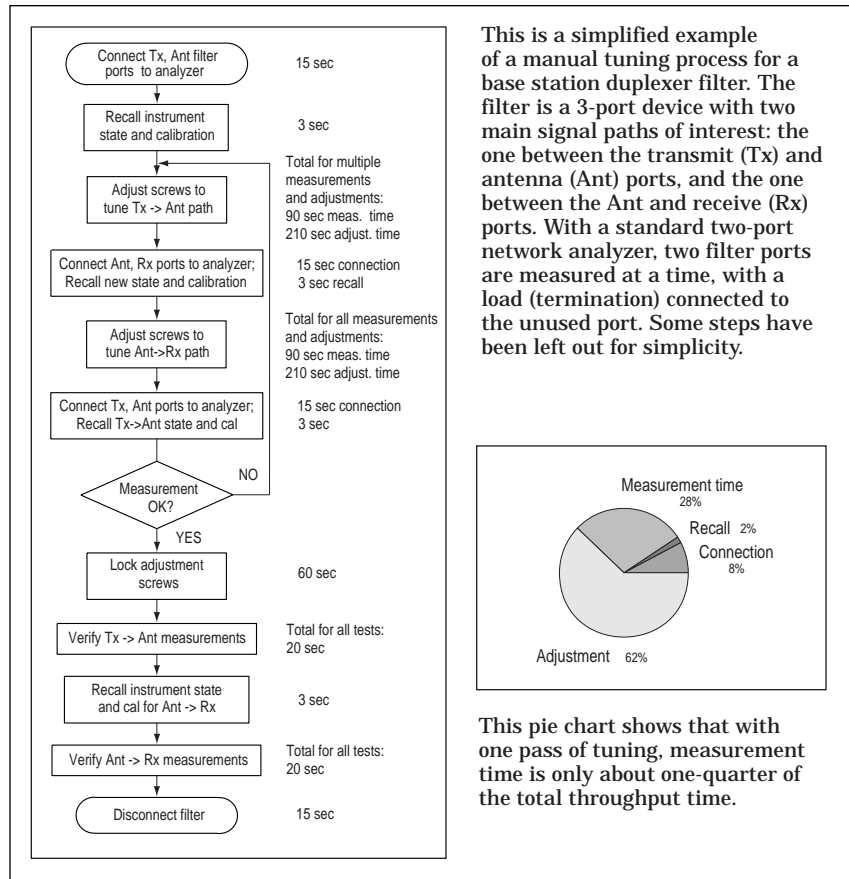 Connect Tx, Ant filter
ports to analyzer
15 sec
Recall instrument
state and calibration
3 sec
Total for multiple
measurements
and adjustments:
90 sec meas. time
210 sec adjust. time
Adjust screws to
tune Tx -> Ant path
Connect Ant, Rx ports to analyzer;
Recall new state and calibration
15 sec connection
3 sec recall
Total for all measurements
and adjustments:
90 sec meas. time
210 sec adjust. time
Adjust screws to
tune Ant->Rx path
Connect Tx, Ant ports to analyzer;
Recall Tx->Ant state and cal
15 sec connection
3 sec
NO
Measurement
OK?
YES
Lock adjustment
screws
60 sec
Verify Tx -> Ant measurements
Total for all tests:
20 sec
Recall instrument state
and cal for Ant -> Rx
3 sec
Verify Ant -> Rx measurements
Total for all tests:
20 sec
Disconnect filter
15 sec
This is a simplified example
of a manual tuning process for a
base station duplexer filter. The
filter is a 3-port device with two
main signal paths of interest: the
one between the transmit (Tx) and
antenna (Ant) ports, and the one
between the Ant and receive (Rx)
ports. With a standard two-port
network analyzer, two filter ports
are measured at a time, with a
load (termination) connected to
the unused port. Some steps have
been left out for simplicity.
Measurement time
28%
Recall 2%
Connection
8%
Adjustment 62%
This pie chart shows that with
one pass of tuning, measurement
time is only about one-quarter of
the total throughput time.